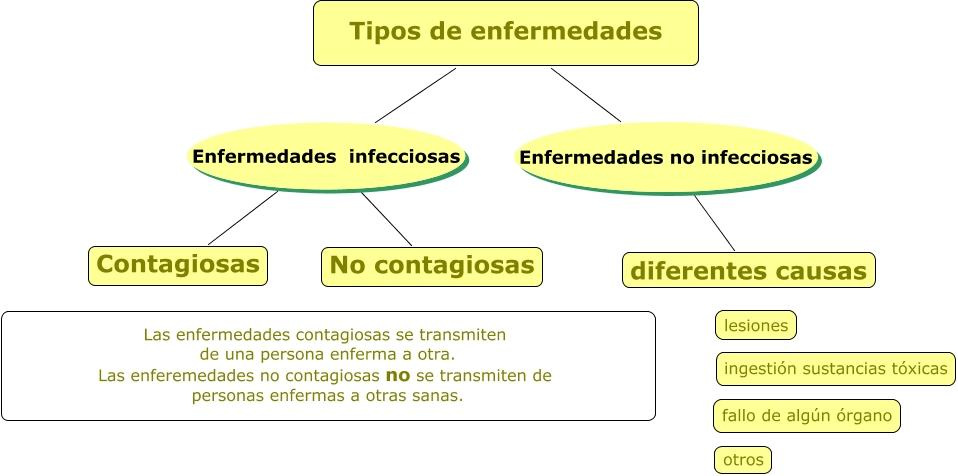 Tipos de enfermedades
Enfermedades infecciosas
Enfermedades no infecciosas
Contagiosas
No contagiosas
diferentes causas
Las enfermedades contagiosas se transmiten
de una persona enferma a otra.
Las enferemedades no contagiosas no se transmiten de
personas enfermas a otras sanas.
lesiones
ingestión sustancias tóxicas
fallo de algún órgano
otros